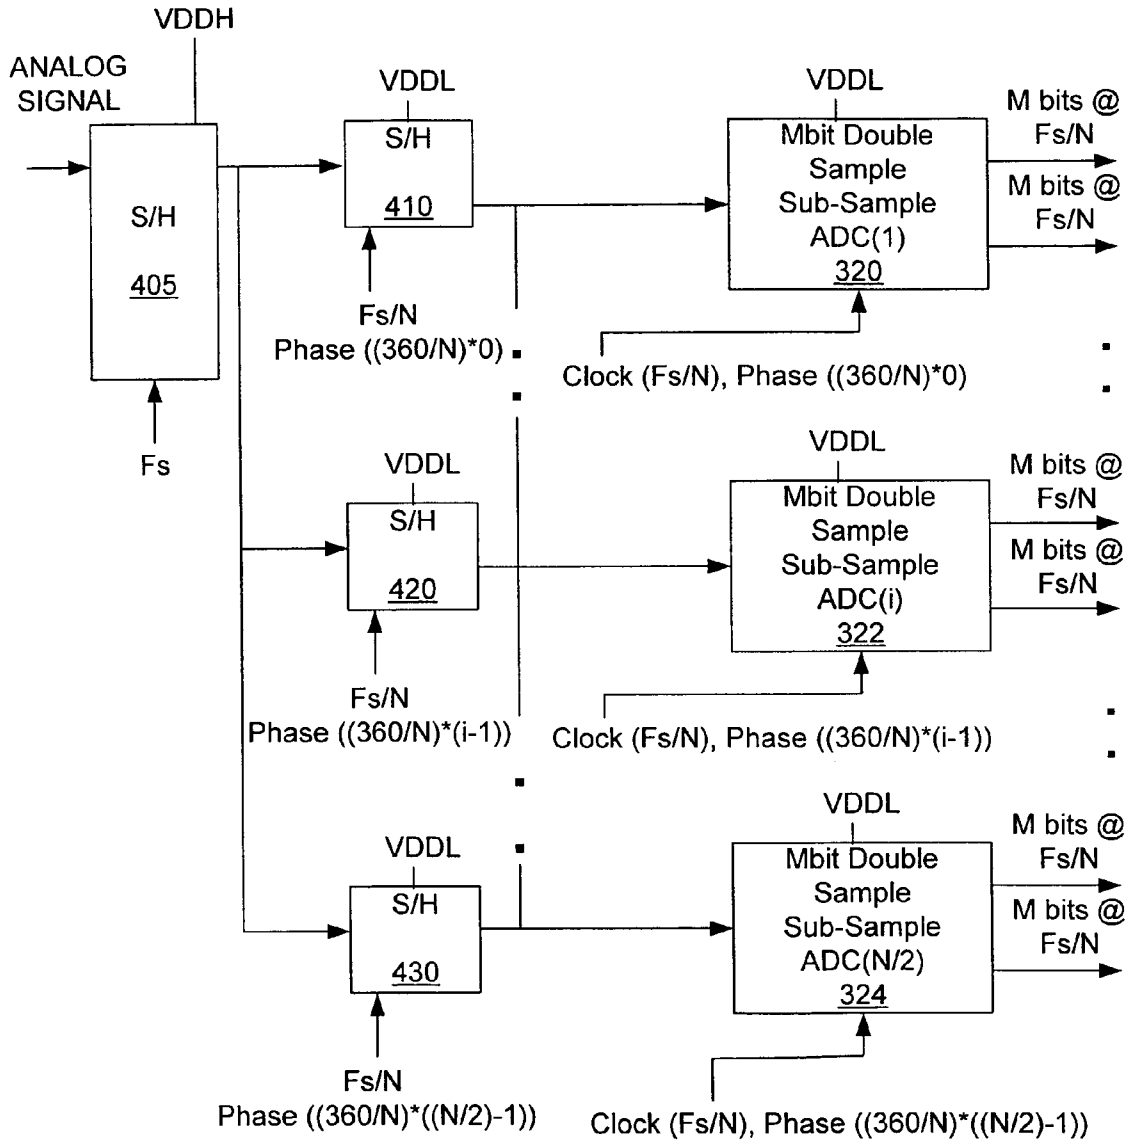 VDDH
ANALOG
SIGNAL
S/H
405
Fs
VDDL
S/H
410
Fs/N
Phase ((360/N)*0)
VDDL
Mbit Double
Sample
Sub-Sample
ADC(1)
320
Clock (Fs/N), Phase ((360/N)*0)
M bits @
Fs/N
M bits @
Fs/N
VDDL
S/H
420
Fs/N
Phase ((360/N)*(i-1))
VDDL
Mbit Double
Sample
Sub-Sample
ADC(i)
322
Clock (Fs/N), Phase ((360/N)*(i-1))
M bits @
Fs/N
M bits @
Fs/N
VDDL
S/H
430
Fs/N
Phase ((360/N)*((N/2)-1))
VDDL
Mbit Double
Sample
Sub-Sample
ADC(N/2)
324
Clock (Fs/N), Phase ((360/N)*((N/2)-1))
M bits @
Fs/N
M bits @
Fs/N